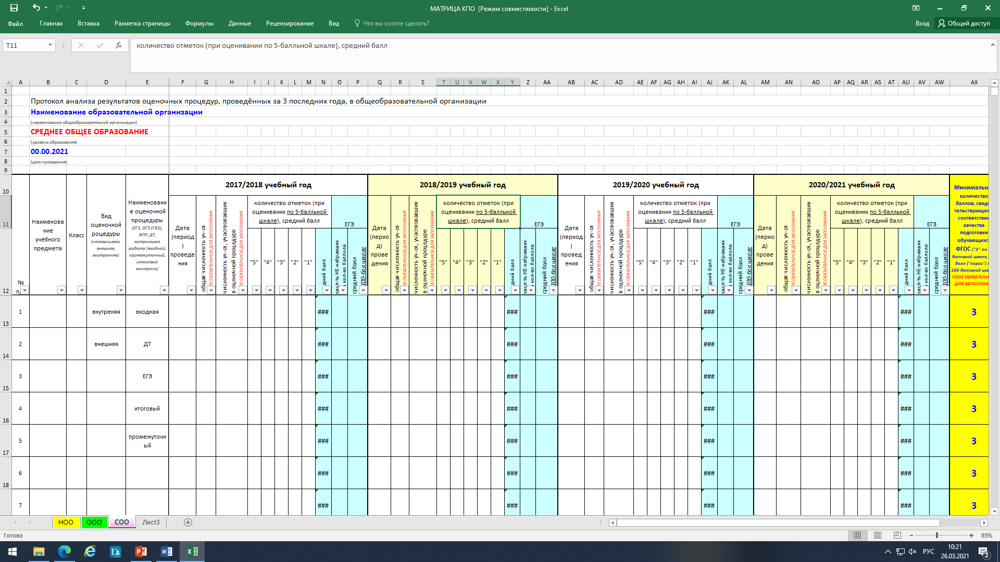 МАТРИЦА КПО [Режим совместимости] - Excel
Файл Главная Вставка Разметка страницы Формулы Данные Рецензирование Вид Что вы хотите сделать? Вход Общий доступ
T11 fx количество отметок (при оценивании по 5-балльной шкале), средний балл
A B C D E F G H I J K L M N O P Q R S T U V W X Y Z AA AB AC AD AE AF AG AH AI AJ AK AL AM AN AO AP AQ AR AS AT AU AV AW AX
1
2 Протокол анализа результатов оценочных процедур, проведённых за 3 последних года, в общеобразовательной организации
3 Наименование образовательной организации
4 (наименование общеобразовательной организации)
5 СРЕДНЕЕ ОБЩЕЕ ОБРАЗОВАНИЕ
6 (уровень образования)
7 00.00.2021
8 (дата проведения)
9
10 2017/2018 учебный год 2018/2019 учебный год 2019/2020 учебный год 2020/2021 учебный год
11
12
№
Наименова
ние
учебного
предмета
Класс
Вид
оценочной
роцедуры
(независимая,
внешняя,
внутренняя)
Наименовани
е оценочной
процедуры
(ЕГЭ, ОГЭ (ГВЭ),
ВПР, ДТ,
котрольная
работа (входной,
промежуточный,
итоговый
контроль)
Дата
(период
)
проведе
ния
общая численность уч-ся
ЛЕ ОБЯЗАТЕЛЬНОЕ ДЛЯ ЗАПОЛНЕНИЯ
численность уч-ся, участвовавших
в оценочной процедуре
ЛЕ ОБЯЗАТЕЛЬНОЕ ДЛЯ ЗАПОЛНЕНИЯ
количество отметок (при
оценивании по 5-балльной
шкале), средний балл
"5" "4" "3" "2" "1"
дний балл
ЕГЭ
числ-ть НЕ набравших
кол-во баллолв
средний балл
100-бал.шкале
Дата
(перио
д)
прове
дения
общая численность уч-ся
ЛЕ ОБЯЗАТЕЛЬНОЕ ДЛЯ ЗАПОЛНЕНИЯ
численность уч-ся, участвовавших
в оценочной процедуре
ЛЕ ОБЯЗАТЕЛЬНОЕ ДЛЯ ЗАПОЛНЕНИЯ
количество отметок (при
оценивании по 5-балльной
шкале), средний балл
"5" "4" "3" "2" "1"
дний балл
ЕГЭ
числ-ть НЕ набравших
кол-во баллолв
средний балл
100-бал.шкале
Дата
(период
)
провед
ения
общая численность уч-ся
ЛЕ ОБЯЗАТЕЛЬНОЕ ДЛЯ ЗАПОЛНЕНИЯ
численность уч-ся, участвовавших
в оценочной процедуре
ЛЕ ОБЯЗАТЕЛЬНОЕ ДЛЯ ЗАПОЛНЕНИЯ
количество отметок (при
оценивании по 5-балльной
шкале), средний балл
"5" "4" "3" "2" "1"
дний балл
ЕГЭ
числ-ть НЕ набравших
кол-во баллолв
средний балл
100-бал.шкале
Дата
(перио
д)
прове
дения
общая численность уч-ся
ЛЕ ОБЯЗАТЕЛЬНОЕ ДЛЯ ЗАПОЛНЕНИЯ
численность уч-ся, участвовавших
в оценочной процедуре
ЛЕ ОБЯЗАТЕЛЬНОЕ ДЛЯ ЗАПОЛНЕНИЯ
количество отметок (при
оценивании по 5-балльной
шкале), средний балл
"5" "4" "3" "2" "1"
дний балл
ЕГЭ
числ-ть НЕ набравших
кол-во баллолв
средний балл
100-бал.шкале
Минимальн
количество
баллов, свиде
тельствующее
соответстви
качества
подготовки
обучающихс
ФГОС ("3"-по
балльной шкале,
балл ("порог")
100-балльной шк
ПОЛЕ ОБЯЗАТЕЛЬН
ДЛЯ ЗАПОЛНЕНИ
13 1 внутреняя входная ### ### ### ### 3
14 2 внешняя ДТ ### ### ### ### 3
15 3 ЕГЭ ### ### ### ### 3
16 4 итоговый ### ### ### ### 3
17 5 промежуточн
ый ### ### ### ### 3
18 6 ### ### ### ### 3
7 ### ### ### ### 3
НОО ООО СОО Лист3
Готово 85%
РУС 10:21
26.03.2021 2